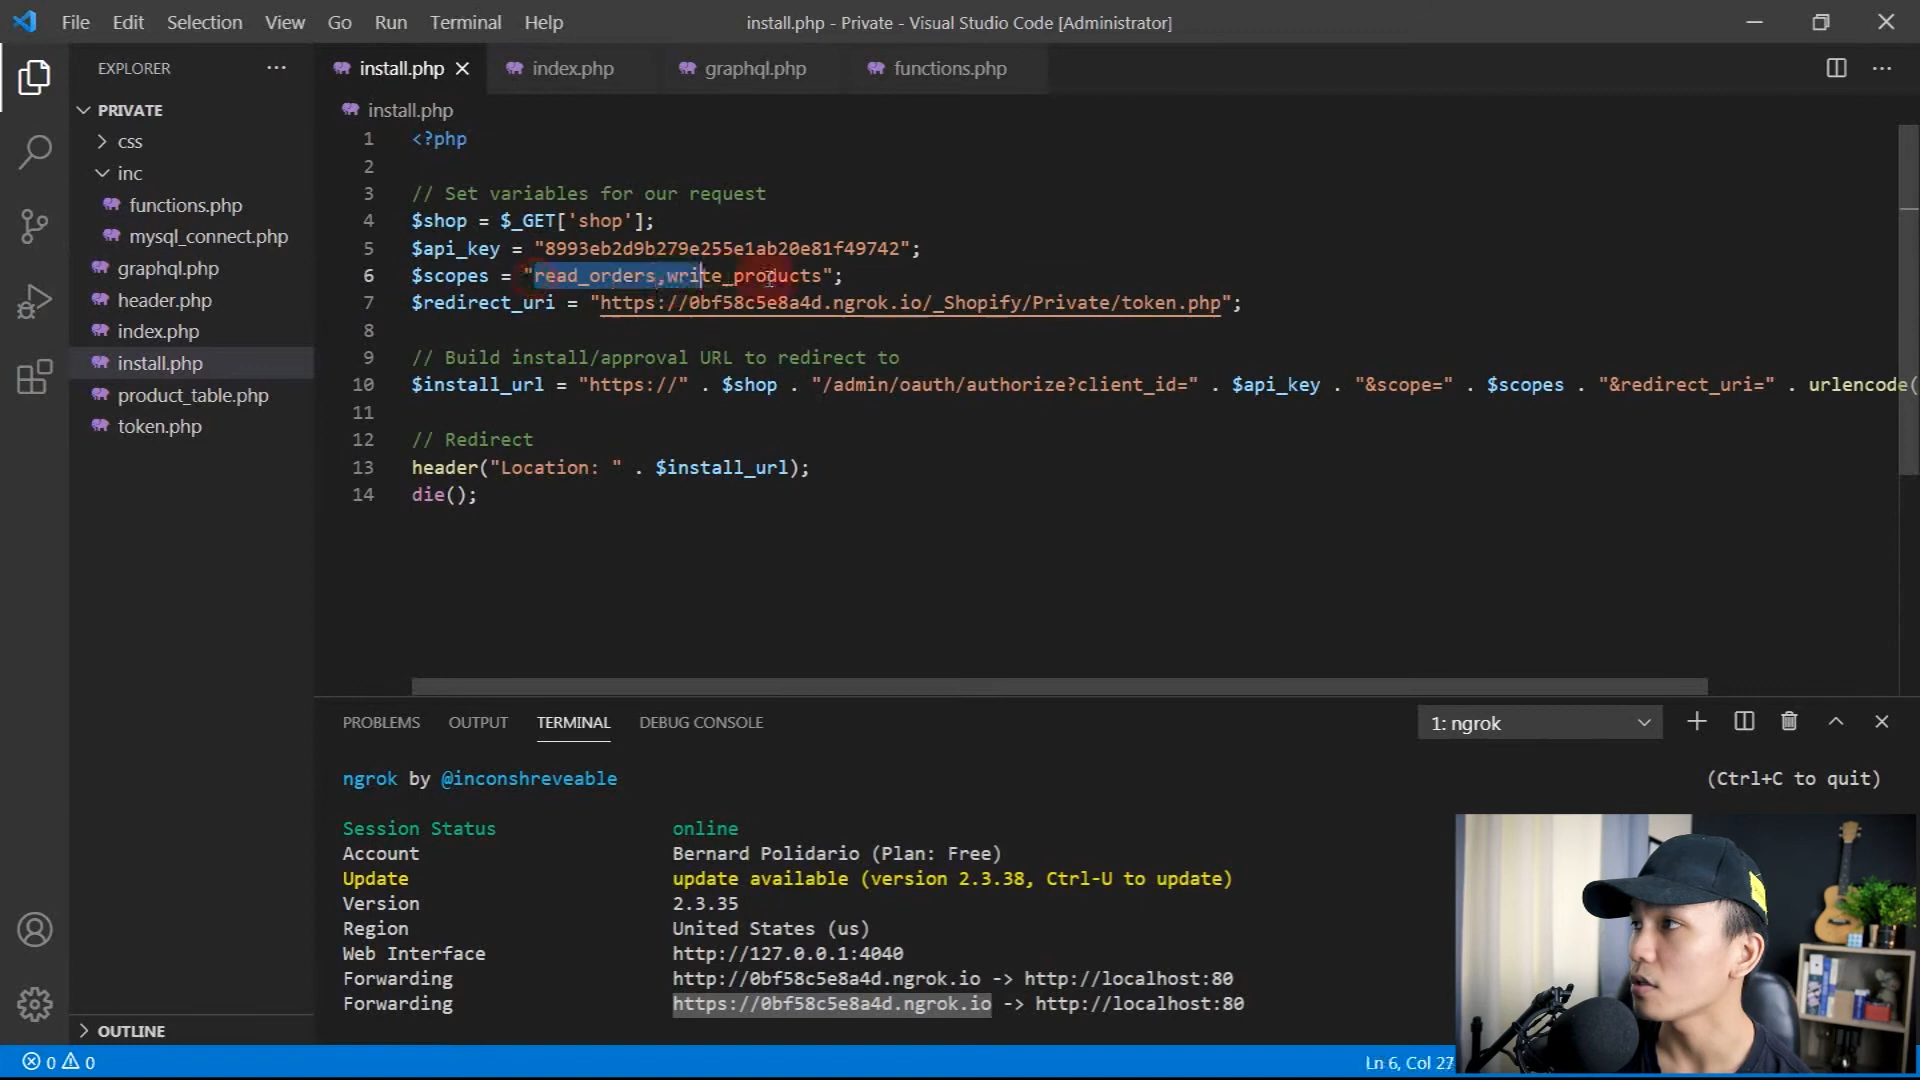 File Edit Selection View Go Run Terminal Help
install.php - Private - Visual Studio Code [Administrator]
EXPLORER
install.php
index.php
graphql.php
functions.php
PRIVATE
css
inc
functions.php
mysql_connect.php
graphql.php
header.php
index.php
install.php
product_table.php
token.php
OUTLINE
install.php
1 <?php
2
3 // Set variables for our request
4 $shop = $_GET['shop'];
5 $api_key = "8993eb2d9b279e255e1ab20e81f49742";
6 $scopes = "read_orders,write_products";
7 $redirect_uri = "https://0bf58c5e8a4d.ngrok.io/_Shopify/Private/token.php";
8
9 // Build install/approval URL to redirect to
10 $install_url = "https://" . $shop . "/admin/oauth/authorize?client_id=" . $api_key . "&scope=" . $scopes . "&redirect_uri=" . urlencode(
11
12 // Redirect
13 header("Location: " . $install_url);
14 die();
PROBLEMS OUTPUT TERMINAL DEBUG CONSOLE
1: ngrok
ngrok by @inconshreveable (Ctrl+C to quit)
Session Status online
Account Bernard Polidario (Plan: Free)
Update update available (version 2.3.38, Ctrl-U to update)
Version 2.3.35
Region United States (us)
Web Interface http://127.0.0.1:4040
Forwarding http://0bf58c5e8a4d.ngrok.io -> http://localhost:80
Forwarding https://0bf58c5e8a4d.ngrok.io -> http://localhost:80
0 0
Ln 6, Col 27